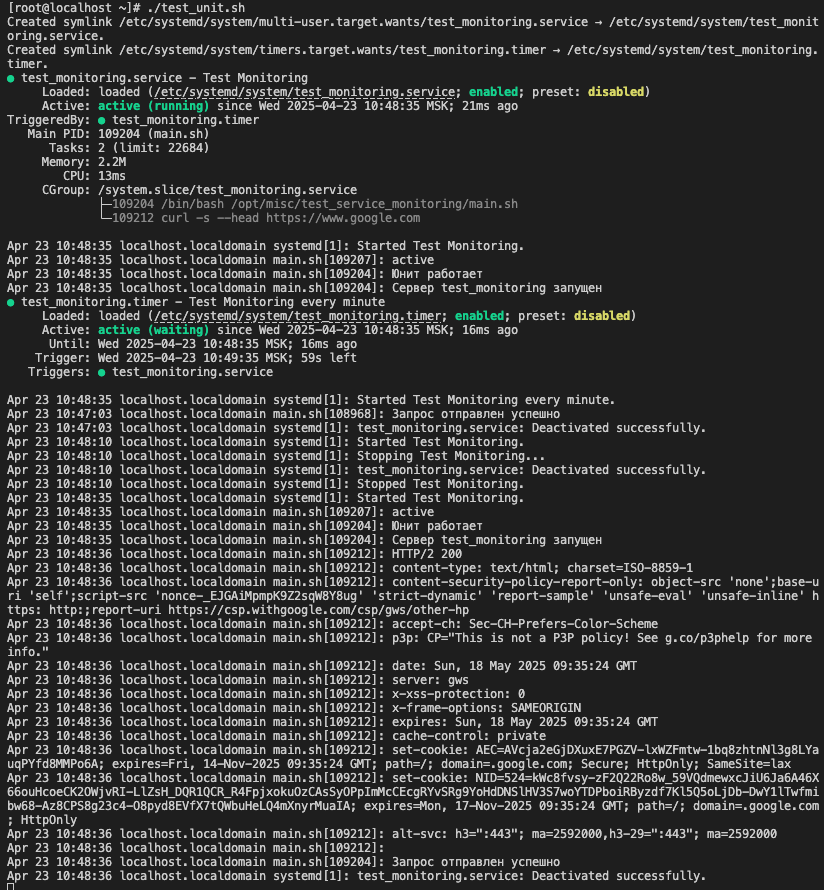 [root@localhost ~]# ./test_unit.sh
Created symlink /etc/systemd/system/multi-user.target.wants/test_monitoring.service → /etc/systemd/system/test_monit
oring.service.
Created symlink /etc/systemd/system/timers.target.wants/test_monitoring.timer → /etc/systemd/system/test_monitoring.
timer.
● test_monitoring.service – Test Monitoring
Loaded: loaded (/etc/systemd/system/test_monitoring.service; enabled; preset: disabled)
Active: active (running) since Wed 2025-04-23 10:48:35 MSK; 21ms ago
TriggeredBy: ● test_monitoring.timer
Main PID: 109204 (main.sh)
Tasks: 2 (limit: 22684)
Memory: 2.2M
CPU: 13ms
CGroup: /system.slice/test_monitoring.service
├─109204 /bin/bash /opt/misc/test_service_monitoring/main.sh
└─109212 curl -s --head https://www.google.com
Apr 23 10:48:35 localhost.localdomain systemd[1]: Started Test Monitoring.
Apr 23 10:48:35 localhost.localdomain main.sh[109207]: active
Apr 23 10:48:35 localhost.localdomain main.sh[109204]: Юнит работает
Apr 23 10:48:35 localhost.localdomain main.sh[109204]: Сервер test_monitoring запущен
● test_monitoring.timer – Test Monitoring every minute
Loaded: loaded (/etc/systemd/system/test_monitoring.timer; enabled; preset: disabled)
Active: active (waiting) since Wed 2025-04-23 10:48:35 MSK; 16ms ago
Until: Wed 2025-04-23 10:48:35 MSK; 16ms ago
Trigger: Wed 2025-04-23 10:49:35 MSK; 59s left
Triggers: ● test_monitoring.service
Apr 23 10:48:35 localhost.localdomain systemd[1]: Started Test Monitoring every minute.
Apr 23 10:47:03 localhost.localdomain main.sh[108968]: Запрос отправлен успешно
Apr 23 10:47:03 localhost.localdomain systemd[1]: test_monitoring.service: Deactivated successfully.
Apr 23 10:48:10 localhost.localdomain systemd[1]: Started Test Monitoring.
Apr 23 10:48:10 localhost.localdomain systemd[1]: Stopping Test Monitoring...
Apr 23 10:48:10 localhost.localdomain systemd[1]: test_monitoring.service: Deactivated successfully.
Apr 23 10:48:10 localhost.localdomain systemd[1]: Stopped Test Monitoring.
Apr 23 10:48:35 localhost.localdomain systemd[1]: Started Test Monitoring.
Apr 23 10:48:35 localhost.localdomain main.sh[109207]: active
Apr 23 10:48:35 localhost.localdomain main.sh[109204]: Юнит работает
Apr 23 10:48:35 localhost.localdomain main.sh[109204]: Сервер test_monitoring запущен
Apr 23 10:48:36 localhost.localdomain main.sh[109212]: HTTP/2 200
Apr 23 10:48:36 localhost.localdomain main.sh[109212]: content-type: text/html; charset=ISO-8859-1
Apr 23 10:48:36 localhost.localdomain main.sh[109212]: content-security-policy-report-only: object-src 'none';base-u
ri 'self';script-src 'nonce-_EJGAiMpmpK9Z2sqW8Y8ug' 'strict-dynamic' 'report-sample' 'unsafe-eval' 'unsafe-inline' h
ttps: http:;report-uri https://csp.withgoogle.com/csp/gws/other-hp
Apr 23 10:48:36 localhost.localdomain main.sh[109212]: accept-ch: Sec-CH-Prefers-Color-Scheme
Apr 23 10:48:36 localhost.localdomain main.sh[109212]: p3p: CP="This is not a P3P policy! See g.co/p3phelp for more
info."
Apr 23 10:48:36 localhost.localdomain main.sh[109212]: date: Sun, 18 May 2025 09:35:24 GMT
Apr 23 10:48:36 localhost.localdomain main.sh[109212]: server: gws
Apr 23 10:48:36 localhost.localdomain main.sh[109212]: x-xss-protection: 0
Apr 23 10:48:36 localhost.localdomain main.sh[109212]: x-frame-options: SAMEORIGIN
Apr 23 10:48:36 localhost.localdomain main.sh[109212]: expires: Sun, 18 May 2025 09:35:24 GMT
Apr 23 10:48:36 localhost.localdomain main.sh[109212]: cache-control: private
Apr 23 10:48:36 localhost.localdomain main.sh[109212]: set-cookie: AEC=AVcja2eGjDXuxE7PGZV-lxWZFmtw-1bq8zhtnNl3g8LYa
uqPYfd8MMPo6A; expires=Fri, 14-Nov-2025 09:35:24 GMT; path=/; domain=.google.com; Secure; HttpOnly; SameSite=lax
Apr 23 10:48:36 localhost.localdomain main.sh[109212]: set-cookie: NID=524=kWc8fvsy-zF2Q22Ro8w_59VQdmewxcJiU6Ja6A46X
66ouHcoeCK2OWjvRI-LlZsH_DQR1QCR_R4FpjxokuOzCAsSyOPpImMcCEcgRYvSRg9YoHdDNSlHV3S7woYTDPboiRByzdf7Kl5Q5oLjDb-DwY1lTwfmi
bw68-Az8CPS8g23c4-O8pyd8EVfX7tQWbuHeLQ4mXnyrMuaIA; expires=Mon, 17-Nov-2025 09:35:24 GMT; path=/; domain=.google.com
; HttpOnly
Apr 23 10:48:36 localhost.localdomain main.sh[109212]: alt-svc: h3=":443"; ma=2592000,h3-29=":443"; ma=2592000
Apr 23 10:48:36 localhost.localdomain main.sh[109212]:
Apr 23 10:48:36 localhost.localdomain main.sh[109204]: Запрос отправлен успешно
Apr 23 10:48:36 localhost.localdomain systemd[1]: test_monitoring.service: Deactivated successfully.